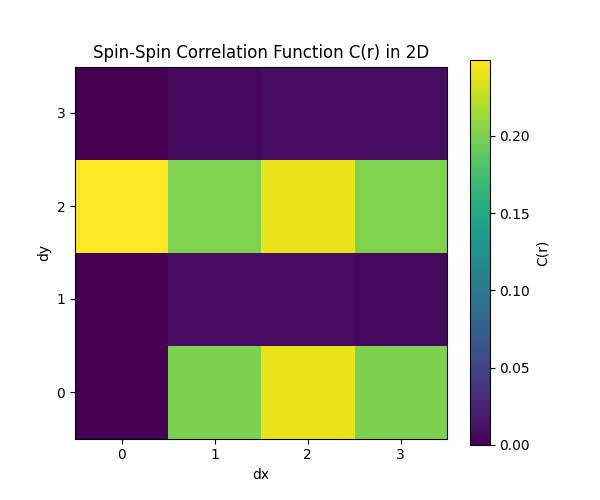 Spin-Spin Correlation Function C(r) in 2D
3
2
1
0
dy
0 1 2 3
dx
0.20
0.15
0.10
0.05
0.00
C(r)